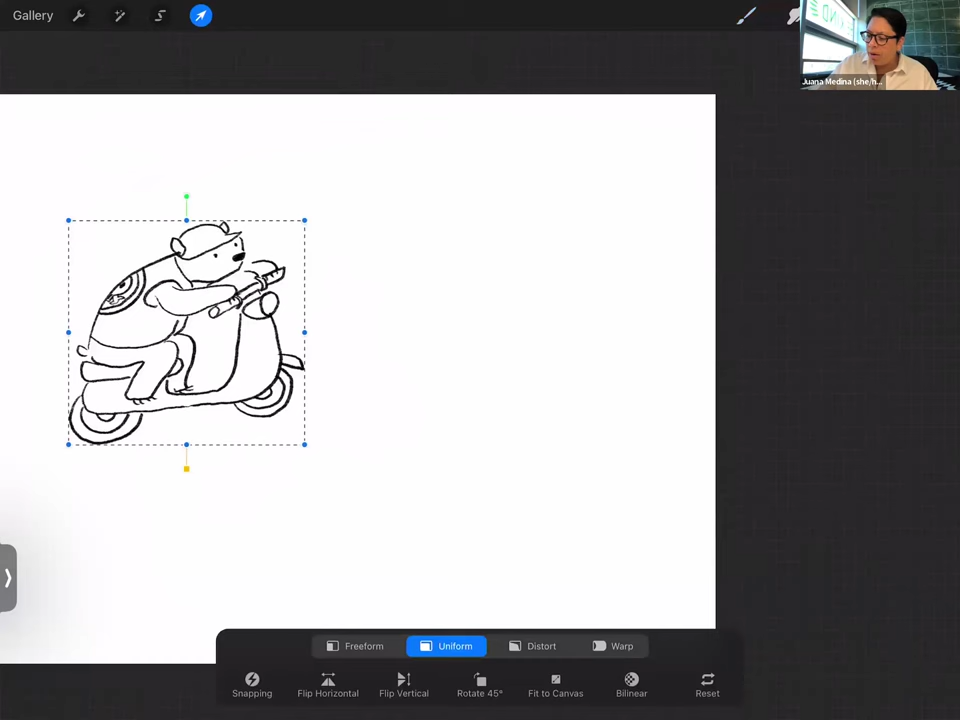 Gallery
Juana Medina (she/h...
Freeform
Uniform
Distort
Warp
Snapping
Flip Horizontal
Flip Vertical
Rotate 45°
Fit to Canvas
Bilinear
Reset